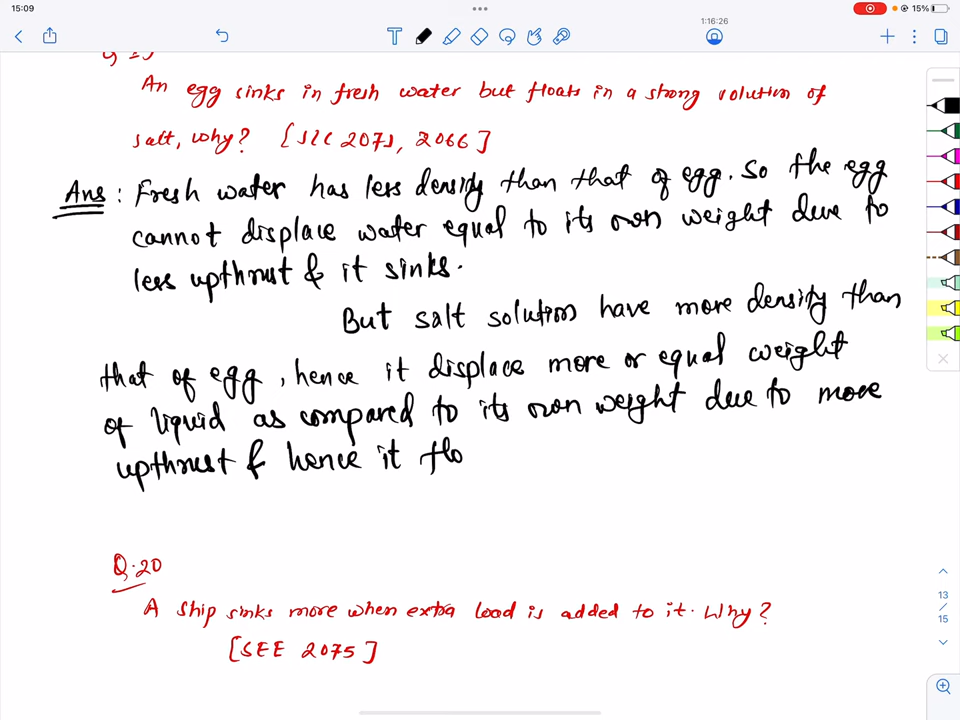 15:09
15%
1:16:26
An egg sinks in fresh water but floats in a strong solution of
salt, why? [SLC 2071, 2066]
Ans: Fresh water has less density than that of egg. So the egg
cannot displace water equal to its own weight due to
less upthrust & it sinks.
But salt solution have more density than
that of egg, hence it displace more or equal weight
of liquid as compared to its own weight due to more
upthrust & hence it flo
Q.20
A ship sinks more when extra load is added to it. Why?
[SEE 2075]
13
/
15